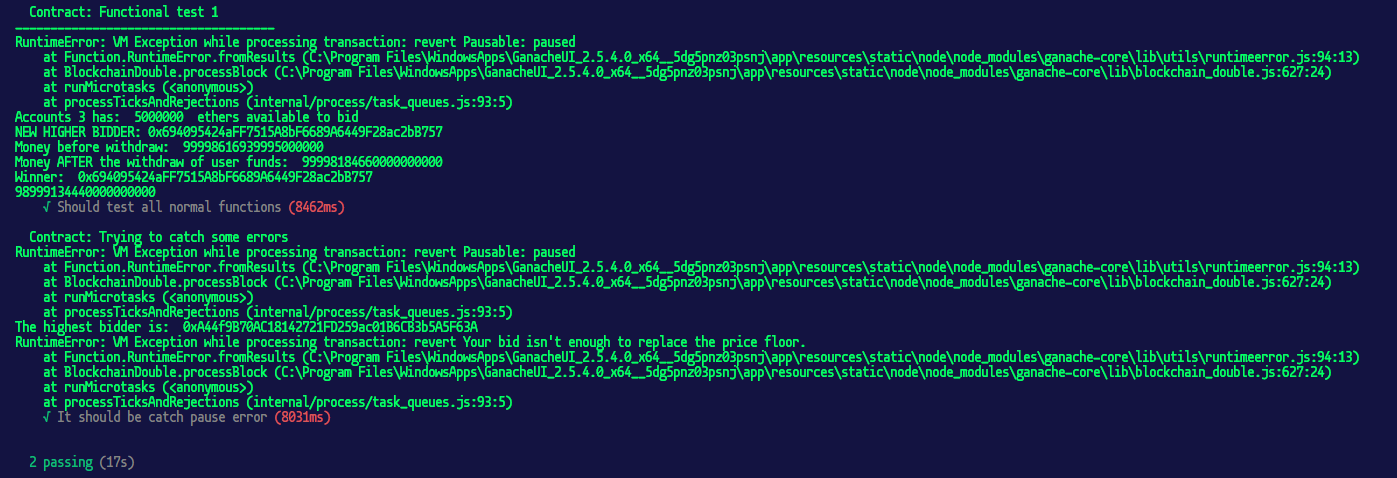 Contract: Functional test 1
-------------------------------------
RuntimeError: VM Exception while processing transaction: revert Pausable: paused
at Function.RuntimeError.fromResults (C:\Program Files\WindowsApps\GanacheUI_2.5.4.0_x64__5dg5pnz03psnj\app\resources\static\node\node_modules\ganache-core\lib\utils\runtimeerror.js:94:13)
at BlockchainDouble.processBlock (C:\Program Files\WindowsApps\GanacheUI_2.5.4.0_x64__5dg5pnz03psnj\app\resources\static\node\node_modules\ganache-core\lib\blockchain_double.js:627:24)
at runMicrotasks (<anonymous>)
at processTicksAndRejections (internal/process/task_queues.js:93:5)
Accounts 3 has:  5000000  ethers available to bid
NEW HIGHER BIDDER: 0x694095424aFF7515A8bF6689A6449F28ac2bB757
Money before withdraw:  99998616939995000000
Money AFTER the withdraw of user funds:  99998184660000000000
Winner:  0x694095424aFF7515A8bF6689A6449F28ac2bB757
98999134440000000000
√ Should test all normal functions (8462ms)
Contract: Trying to catch some errors
RuntimeError: VM Exception while processing transaction: revert Pausable: paused
at Function.RuntimeError.fromResults (C:\Program Files\WindowsApps\GanacheUI_2.5.4.0_x64__5dg5pnz03psnj\app\resources\static\node\node_modules\ganache-core\lib\utils\runtimeerror.js:94:13)
at BlockchainDouble.processBlock (C:\Program Files\WindowsApps\GanacheUI_2.5.4.0_x64__5dg5pnz03psnj\app\resources\static\node\node_modules\ganache-core\lib\blockchain_double.js:627:24)
at runMicrotasks (<anonymous>)
at processTicksAndRejections (internal/process/task_queues.js:93:5)
The highest bidder is:  0xA44f9B70AC18142721FD259ac01B6CB3b5A5F63A
RuntimeError: VM Exception while processing transaction: revert Your bid isn't enough to replace the price floor.
at Function.RuntimeError.fromResults (C:\Program Files\WindowsApps\GanacheUI_2.5.4.0_x64__5dg5pnz03psnj\app\resources\static\node\node_modules\ganache-core\lib\utils\runtimeerror.js:94:13)
at BlockchainDouble.processBlock (C:\Program Files\WindowsApps\GanacheUI_2.5.4.0_x64__5dg5pnz03psnj\app\resources\static\node\node_modules\ganache-core\lib\blockchain_double.js:627:24)
at runMicrotasks (<anonymous>)
at processTicksAndRejections (internal/process/task_queues.js:93:5)
√ It should be catch pause error (8031ms)
2 passing (17s)